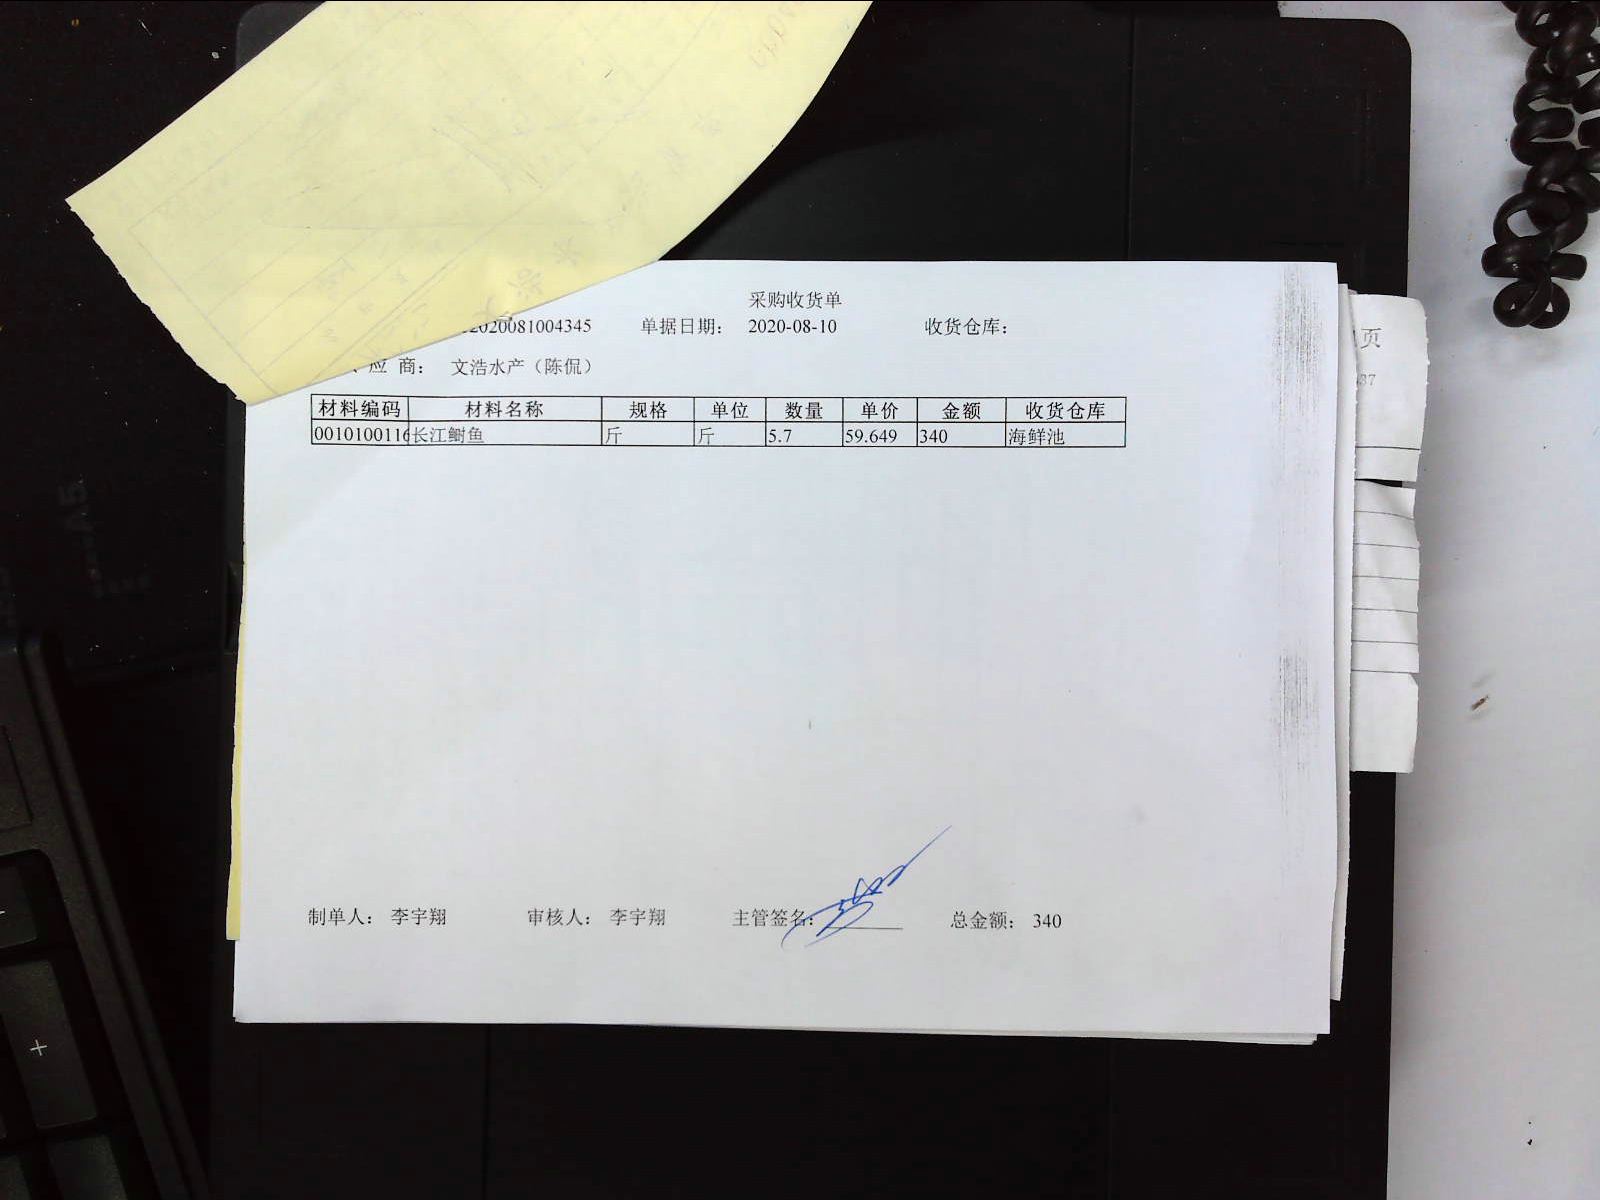 采购收货单
2020081004345 单据日期： 2020-08-10 收货仓库：
应 商： 文浩水产（陈侃）
材料编码 材料名称 规格 单位 数量 单价 金额 收货仓库
0010100116 长江鮰鱼 斤 斤 5.7 59.649 340 海鲜池
制单人： 李宇翔 审核人： 李宇翔 主管签名： 总金额： 340
页
37
+